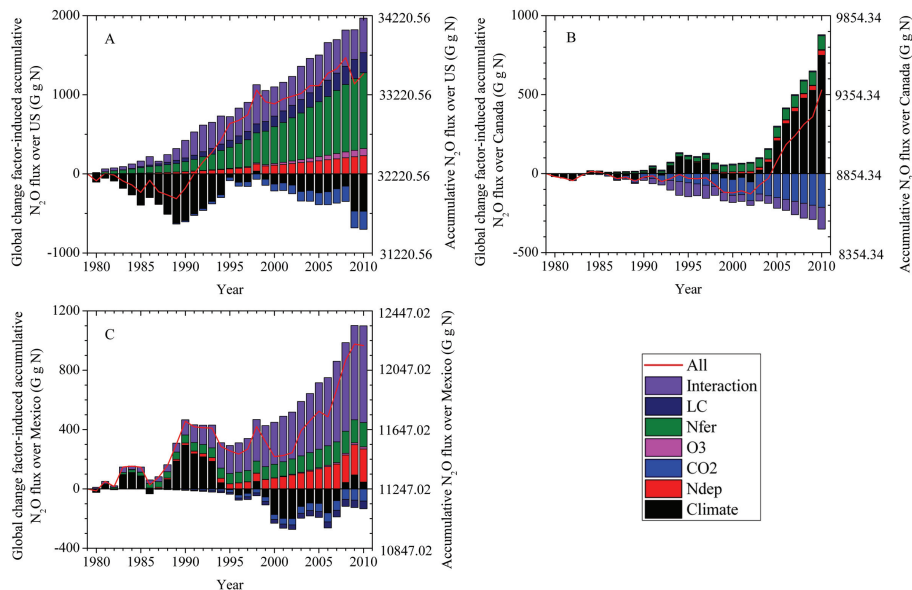 A
Global change factor-induced accumulative
N₂O flux over US (G g N)
2000
1000
0
-1000
34220.56
33220.56
32220.56
31220.56
Accumulative N₂O flux over US (G g N)
1980 1985 1990 1995 2000 2005 2010
Year
B
Global change factor-induced accumulative
N₂O flux over Canada (G g N)
1000
500
0
-500
9854.34
9354.34
8854.34
8354.34
Accumulative N₂O flux over Canada (G g N)
1980 1985 1990 1995 2000 2005 2010
Year
C
Global change factor-induced accumulative
N₂O flux over Mexico (G g N)
1200
800
400
0
-400
12447.02
12047.02
11647.02
11247.02
10847.02
Accumulative N₂O flux over Mexico (G g N)
1980 1985 1990 1995 2000 2005 2010
Year
All
Interaction
LC
Nfer
O3
CO2
Ndep
Climate